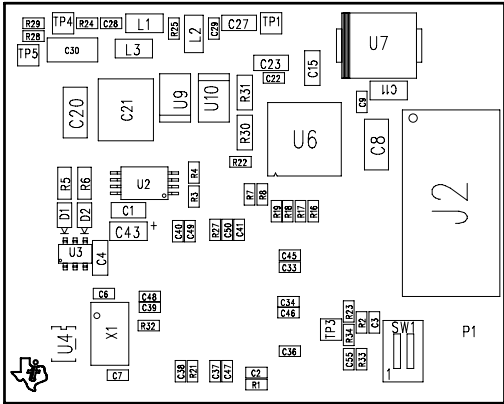 R29
TP4
R24
C28
L1
R25
L2
C29
C27
TP1
R28
TP5
C30
L3
U7
C23
C22
C15
C11
C9
C20
C21
U9
U10
R31
R30
U6
C8
J2
R22
R5
R6
U2
R4
R3
R7
R8
D1
D2
C1
C43
+
R19
R18
R17
R16
C40
C49
R27
C50
C41
U3
C4
C45
C33
C6
C48
C39
C34
C46
X1
R32
U4
TP3
R23
R34
R2
C3
SW1
P1
C36
C55
R33
1
C7
C38
R21
C37
C47
C2
R1